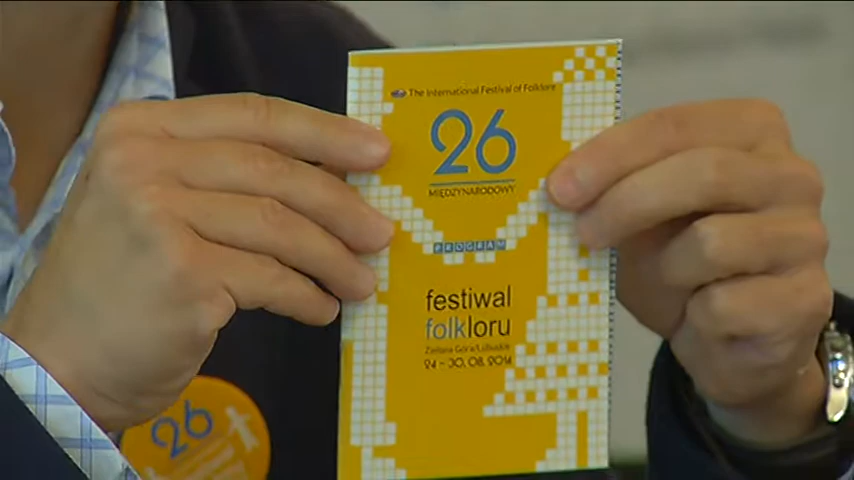 The International Festival of Folklore
26
MIĘDZYNARODOWY
PROGRAM
festiwal
folkloru
Zielona Góra/Lubuskie
24 - 30. 08. 2014
26